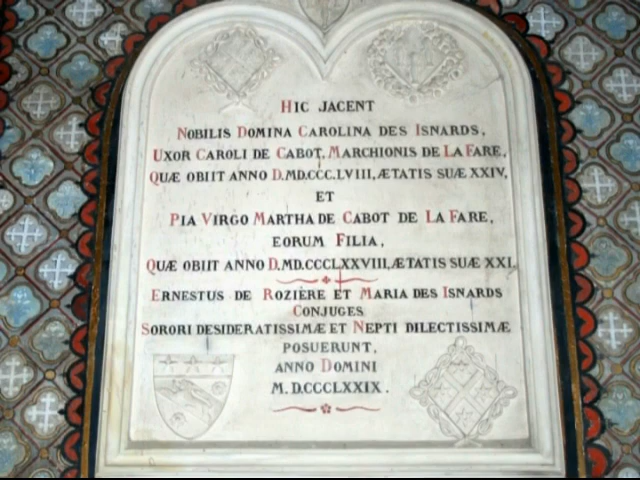 HIC JACENT
NOBILIS DOMINA CAROLINA DES ISNARDS,
UXOR CAROLI DE CABOT, MARCHIONIS DE LA FARE,
QUÆ OBIIT ANNO D.MD.CCC.LVIII, ÆTATIS SUÆ XXIV,
ET
PIA VIRGO MARTHA DE CABOT DE LA FARE,
EORUM FILIA,
QUÆ OBIIT ANNO D.MD.CCCLXXVIII, ÆTATIS SUÆ XXI.
ERNESTUS DE ROZIÈRE ET MARIA DES ISNARDS
CONJUGES
SORORI DESIDERATISSIMÆ ET NEPTI DILECTISSIMÆ
POSUERUNT,
ANNO DOMINI
M.D.CCCLXXIX.